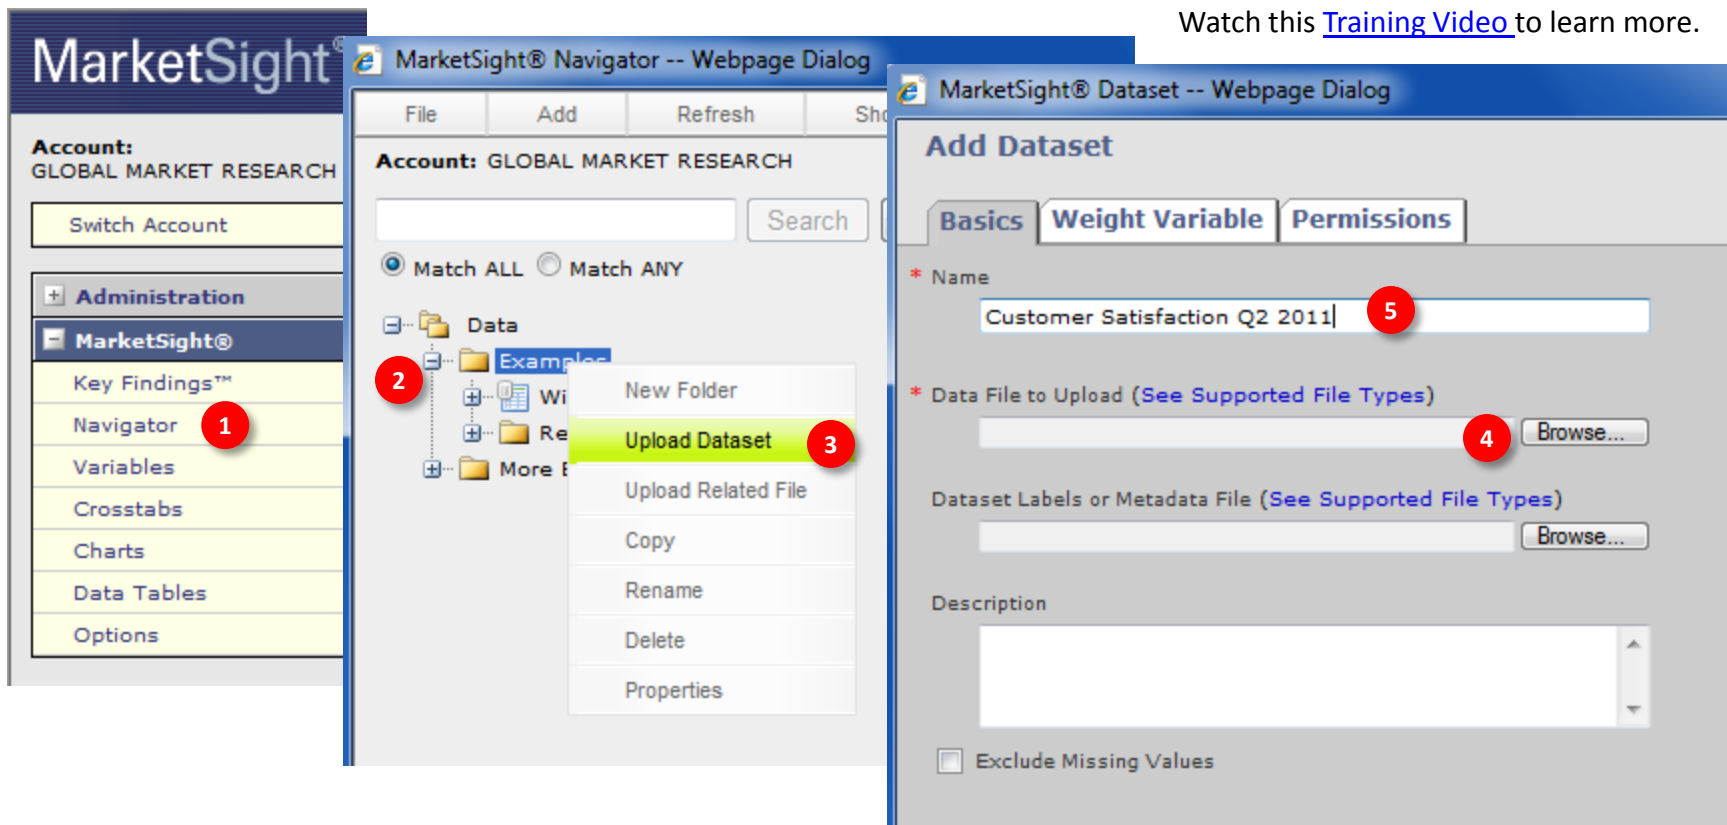 Watch this Training Video to learn more.
MarketSight®
Account:
GLOBAL MARKET RESEARCH
Switch Account
Administration
MarketSight®
Key Findings™
Navigator 1
Variables
Crosstabs
Charts
Data Tables
Options
MarketSight® Navigator -- Webpage Dialog
File Add Refresh Sho
Account: GLOBAL MARKET RESEARCH
Search
Match ALL Match ANY
Data
2 Examples
Wi
Re
More E
New Folder
Upload Dataset 3
Upload Related File
Copy
Rename
Delete
Properties
MarketSight® Dataset -- Webpage Dialog
Add Dataset
Basics Weight Variable Permissions
* Name
Customer Satisfaction Q2 2011 5
* Data File to Upload (See Supported File Types)
4 Browse...
Dataset Labels or Metadata File (See Supported File Types)
Browse...
Description
Exclude Missing Values